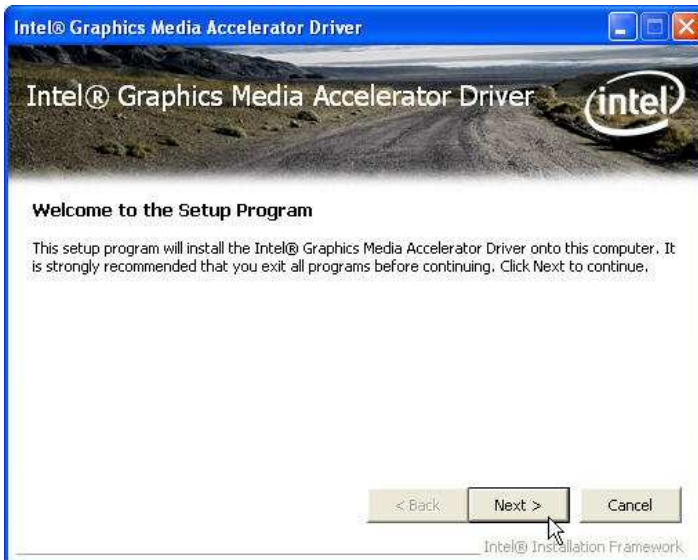 Intel® Graphics Media Accelerator Driver
Intel® Graphics Media Accelerator Driver
intel
Welcome to the Setup Program
This setup program will install the Intel® Graphics Media Accelerator Driver onto this computer. It
is strongly recommended that you exit all programs before continuing. Click Next to continue.
< Back
Next >
Cancel
Intel® Installation Framework